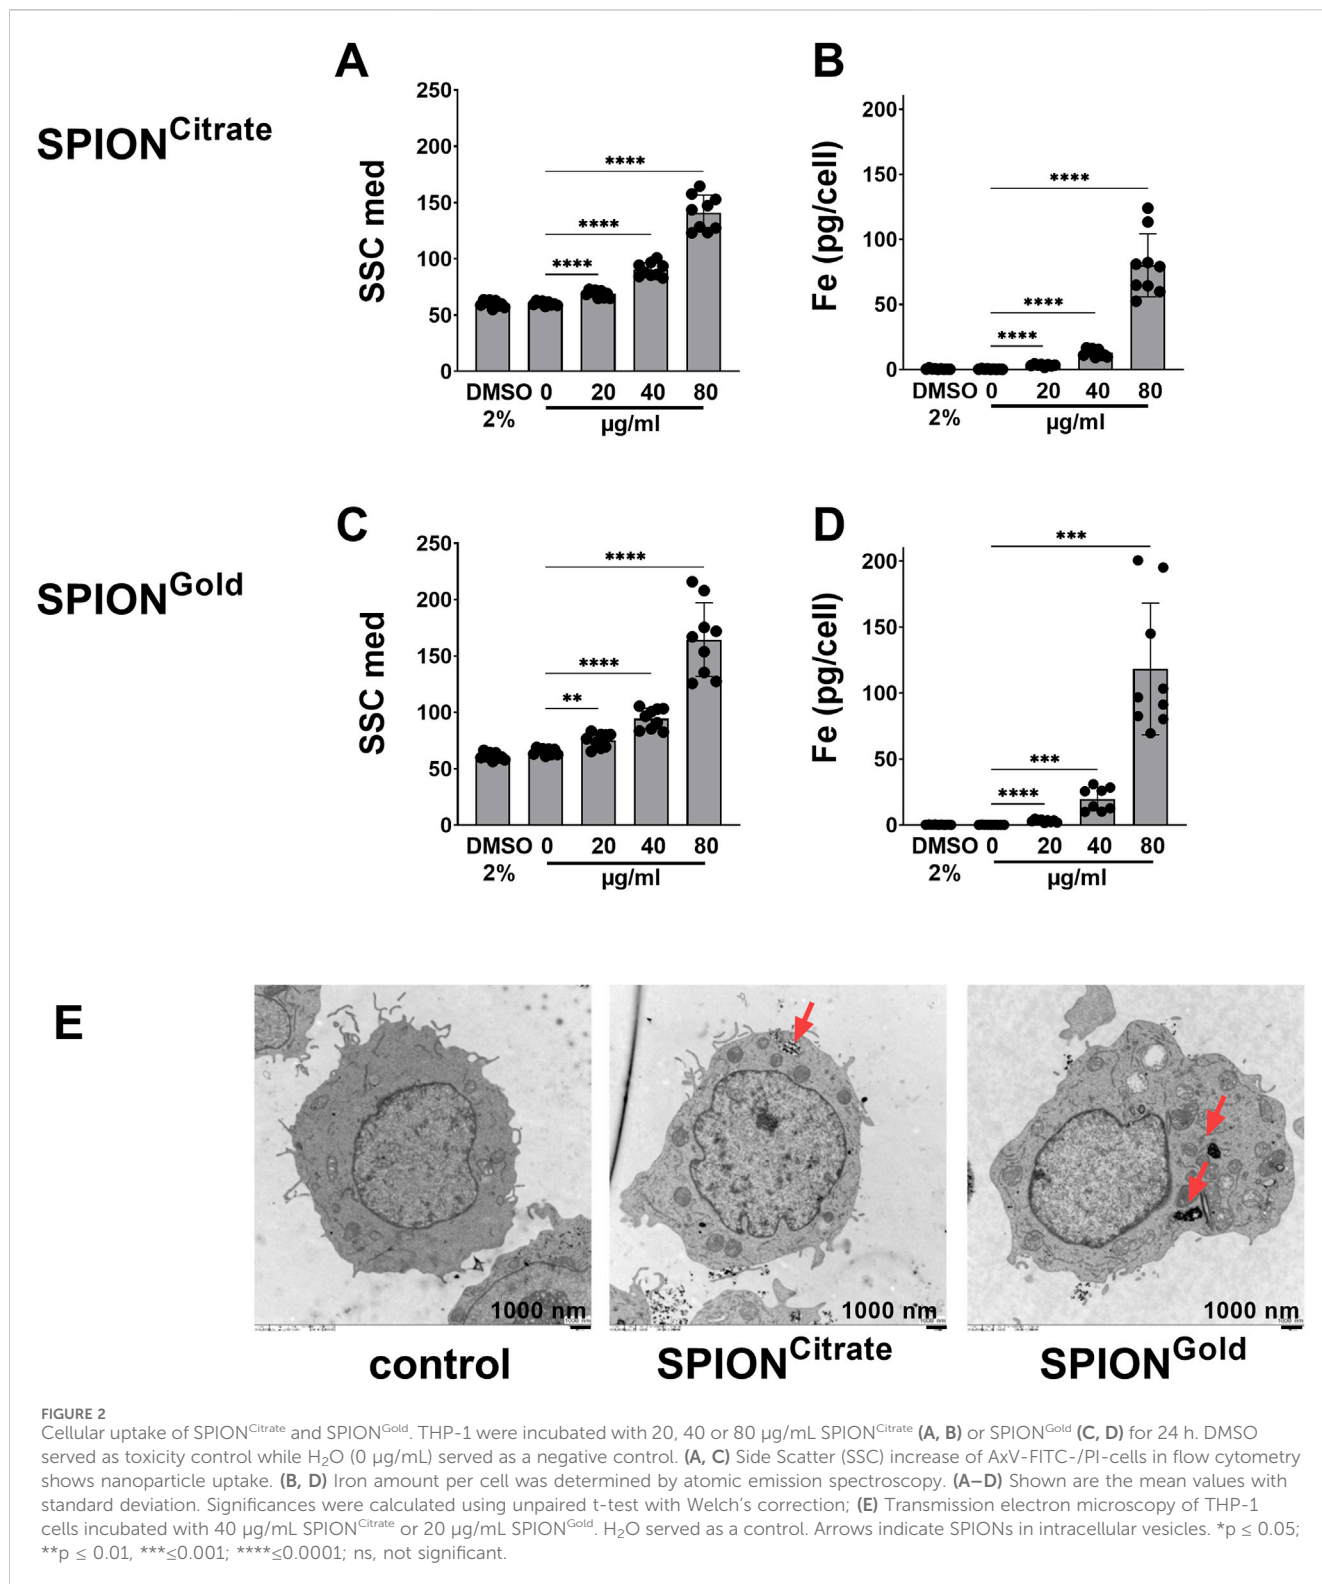 A
B
SPION^Citrate
250
200
150
100
50
0
SSC med
****
****
****
DMSO 0 20 40 80
2% µg/ml
200
150
100
50
0
Fe (pg/cell)
****
****
****
DMSO 0 20 40 80
2% µg/ml
C
D
SPION^Gold
250
200
150
100
50
0
SSC med
****
****
**
DMSO 0 20 40 80
2% µg/ml
200
150
100
50
0
Fe (pg/cell)
***
***
****
DMSO 0 20 40 80
2% µg/ml
E
1000 nm
1000 nm
1000 nm
control
SPION^Citrate
SPION^Gold
FIGURE 2
Cellular uptake of SPION^Citrate and SPION^Gold. THP-1 were incubated with 20, 40 or 80 µg/mL SPION^Citrate (A, B) or SPION^Gold (C, D) for 24 h. DMSO
served as toxicity control while H₂O (0 µg/mL) served as a negative control. (A, C) Side Scatter (SSC) increase of AxV-FITC-/PI-cells in flow cytometry
shows nanoparticle uptake. (B, D) Iron amount per cell was determined by atomic emission spectroscopy. (A–D) Shown are the mean values with
standard deviation. Significances were calculated using unpaired t-test with Welch's correction; (E) Transmission electron microscopy of THP-1
cells incubated with 40 µg/mL SPION^Citrate or 20 µg/mL SPION^Gold. H₂O served as a control. Arrows indicate SPIONs in intracellular vesicles. *p ≤ 0.05;
**p ≤ 0.01, ***≤0.001; ****≤0.0001; ns, not significant.